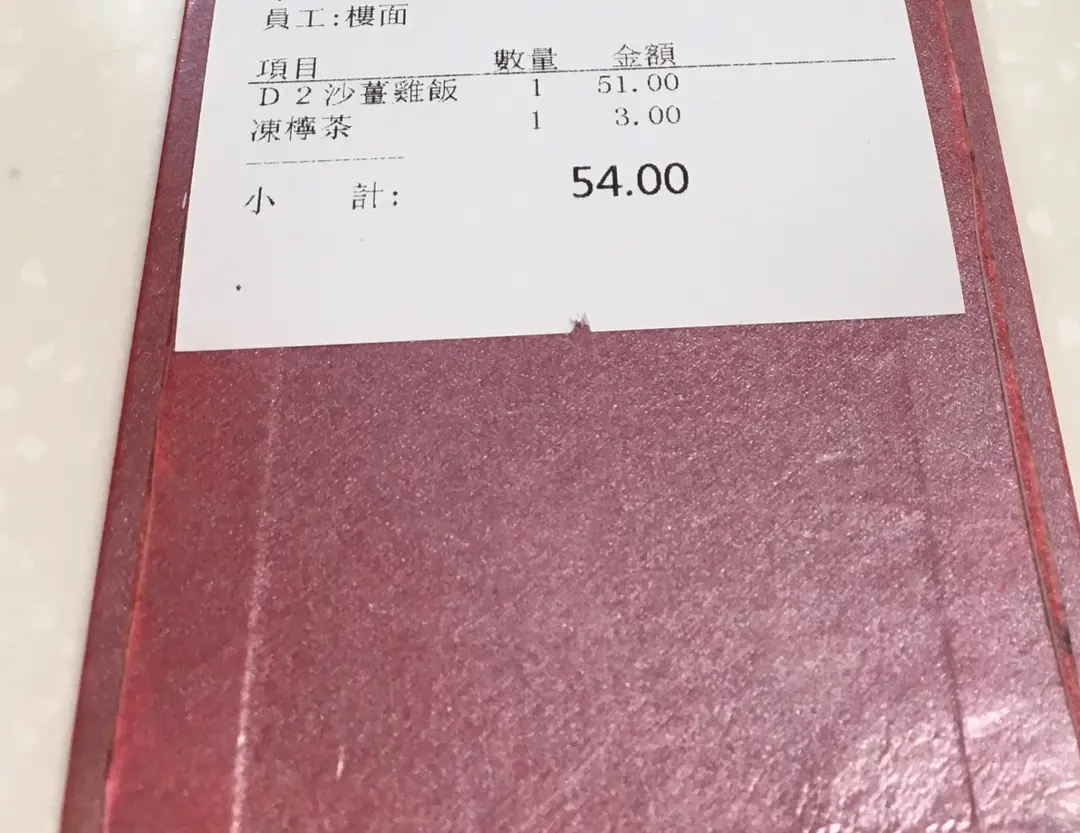 員工:樓面
項目 數量 金額
D2沙薑雞飯 1 51.00
凍檸茶 1 3.00
小 計: 54.00